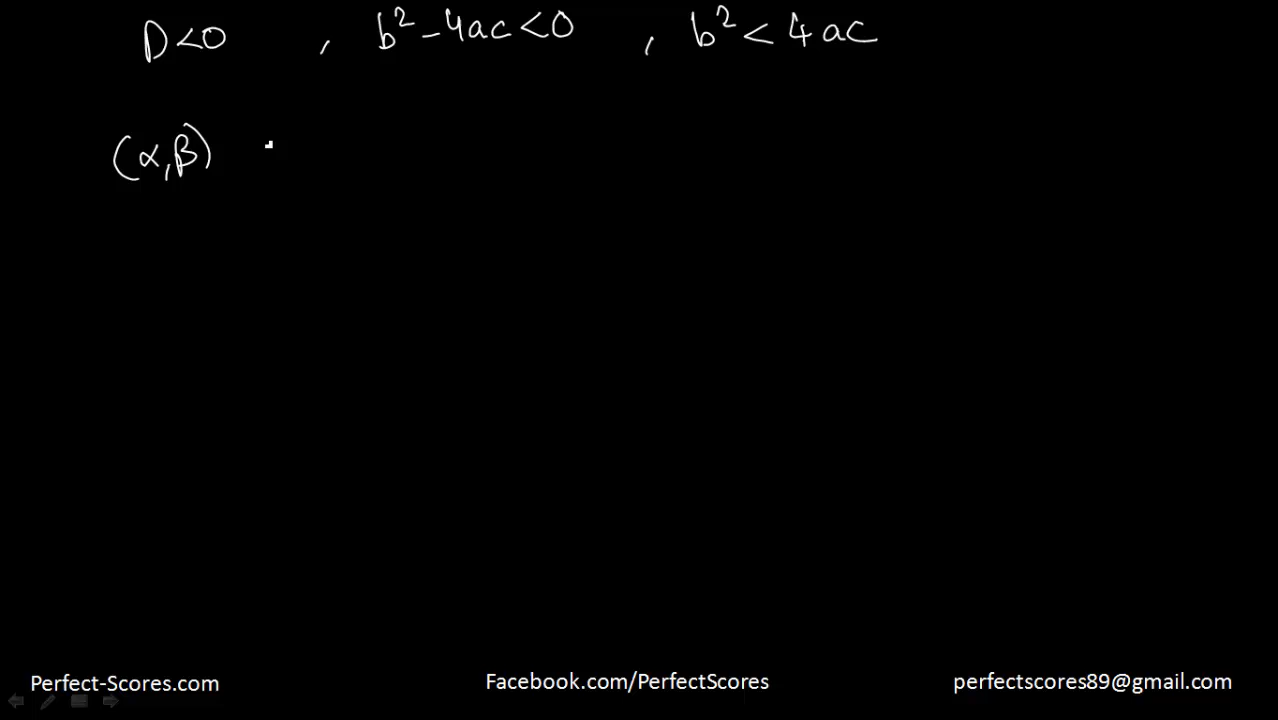 D<0 , b²-4ac<0 , b² < 4ac
(α,β)
Perfect-Scores.com Facebook.com/PerfectScores perfectscores89@gmail.com